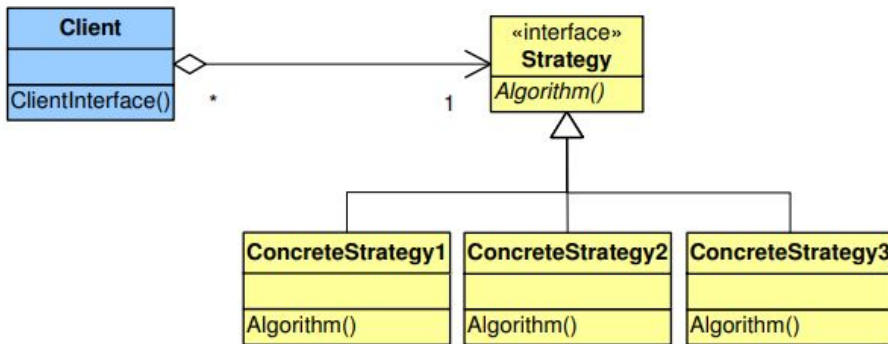 Client
ClientInterface()
*
1
«interface»
Strategy
Algorithm()
ConcreteStrategy1
Algorithm()
ConcreteStrategy2
Algorithm()
ConcreteStrategy3
Algorithm()